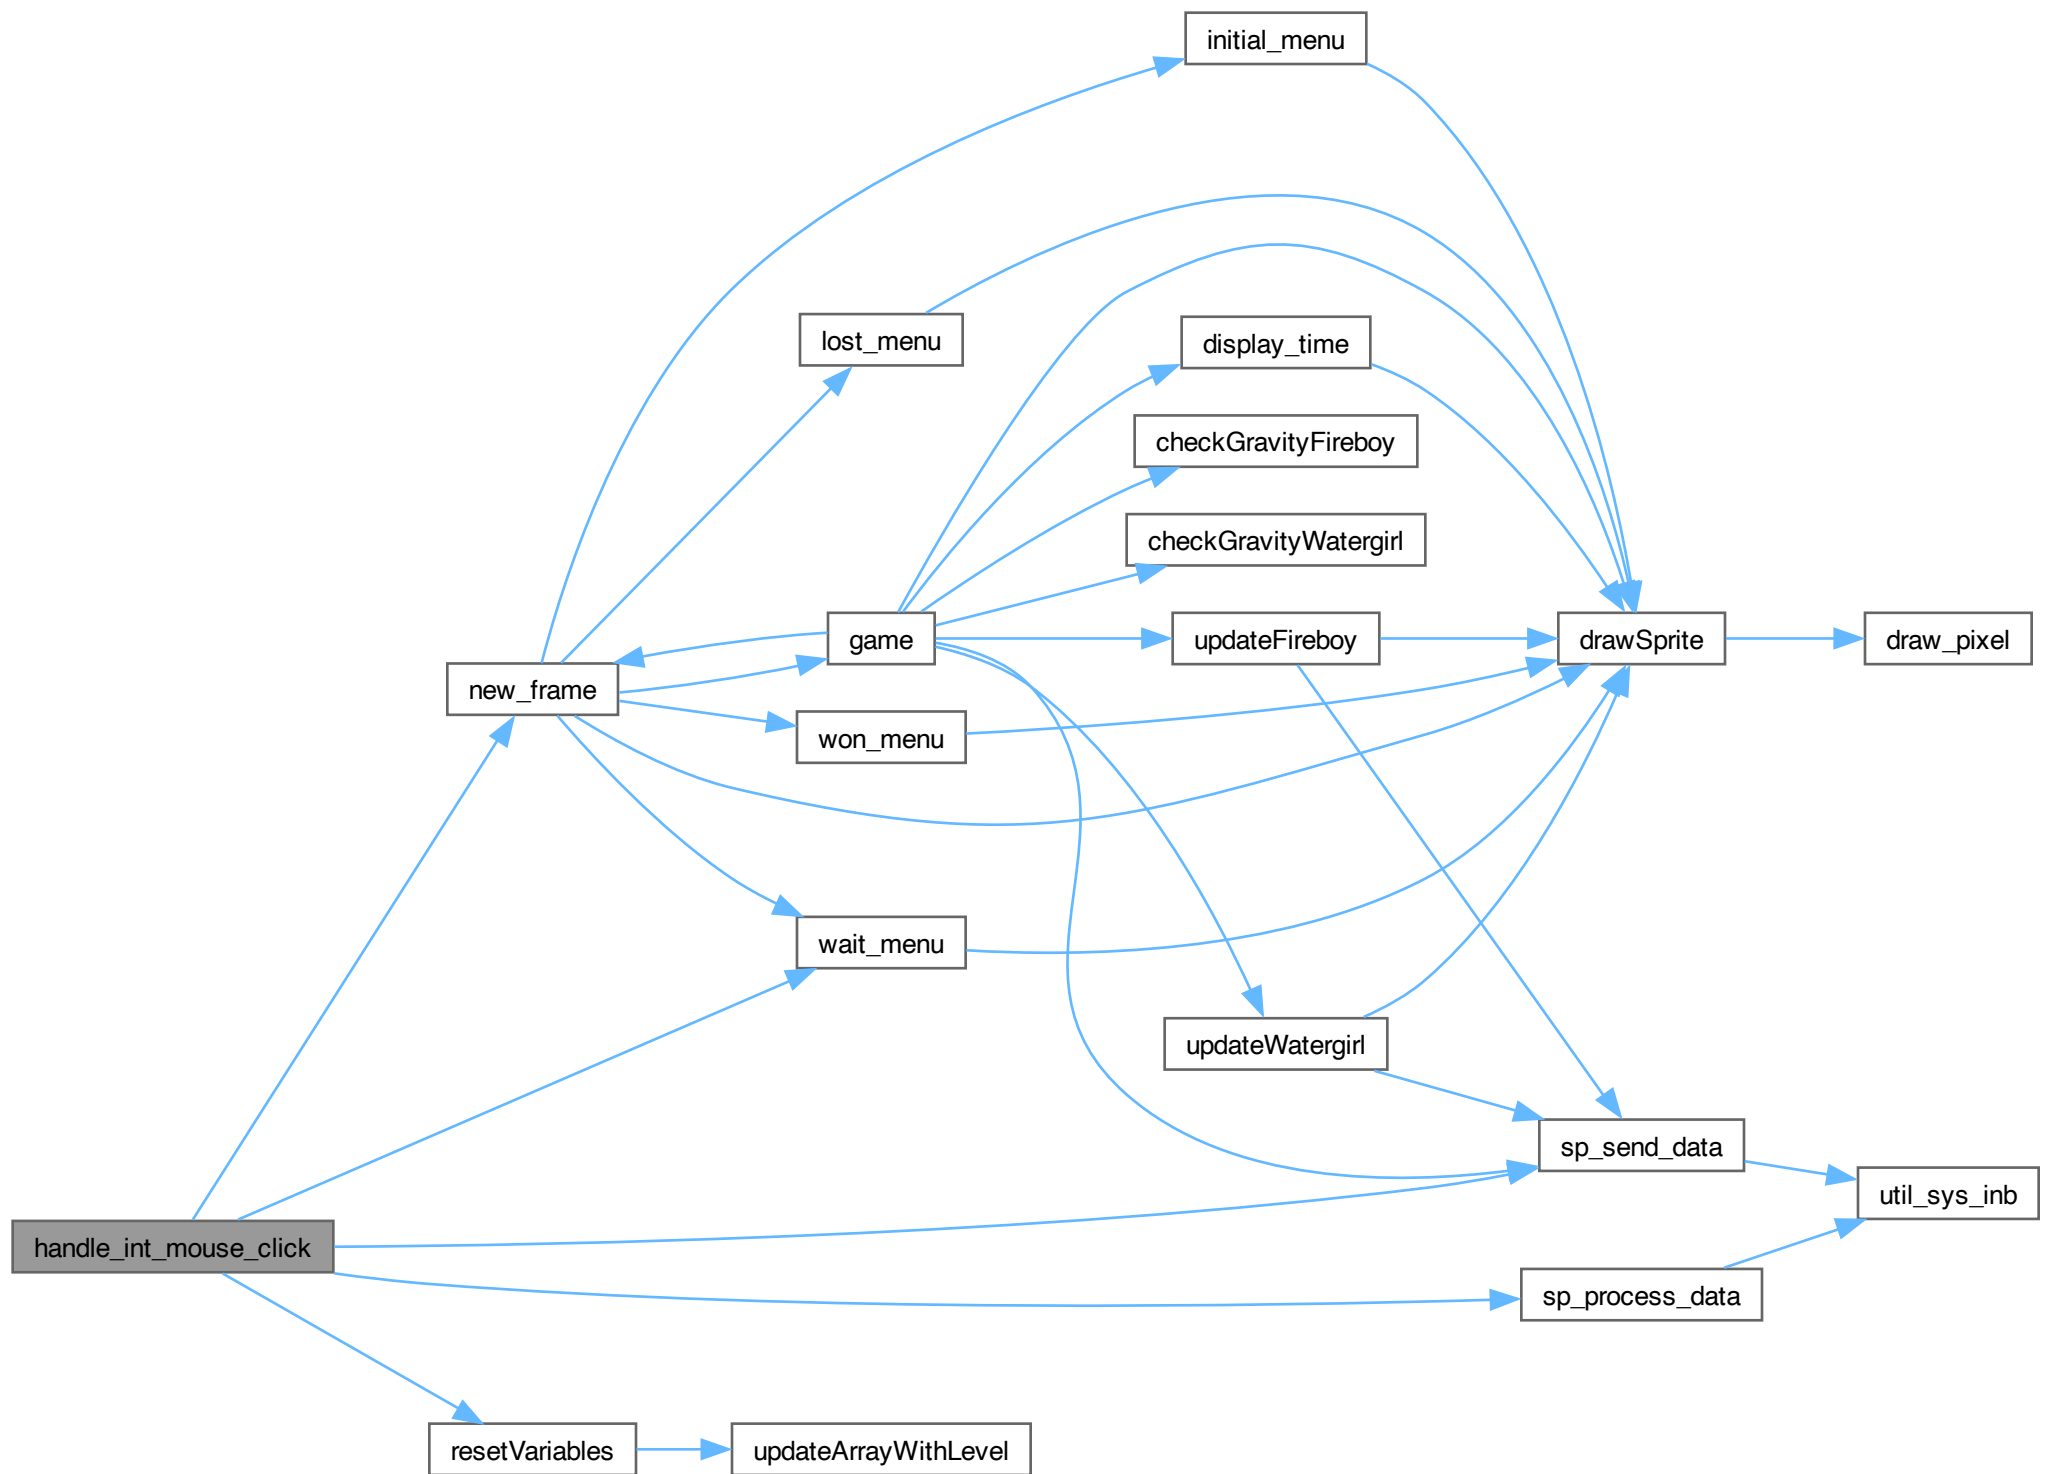 initial_menu
lost_menu
display_time
checkGravityFireboy
checkGravityWatergirl
game
updateFireboy
drawSprite
draw_pixel
new_frame
won_menu
wait_menu
updateWatergirl
sp_send_data
util_sys_inb
handle_int_mouse_click
sp_process_data
resetVariables
updateArrayWithLevel